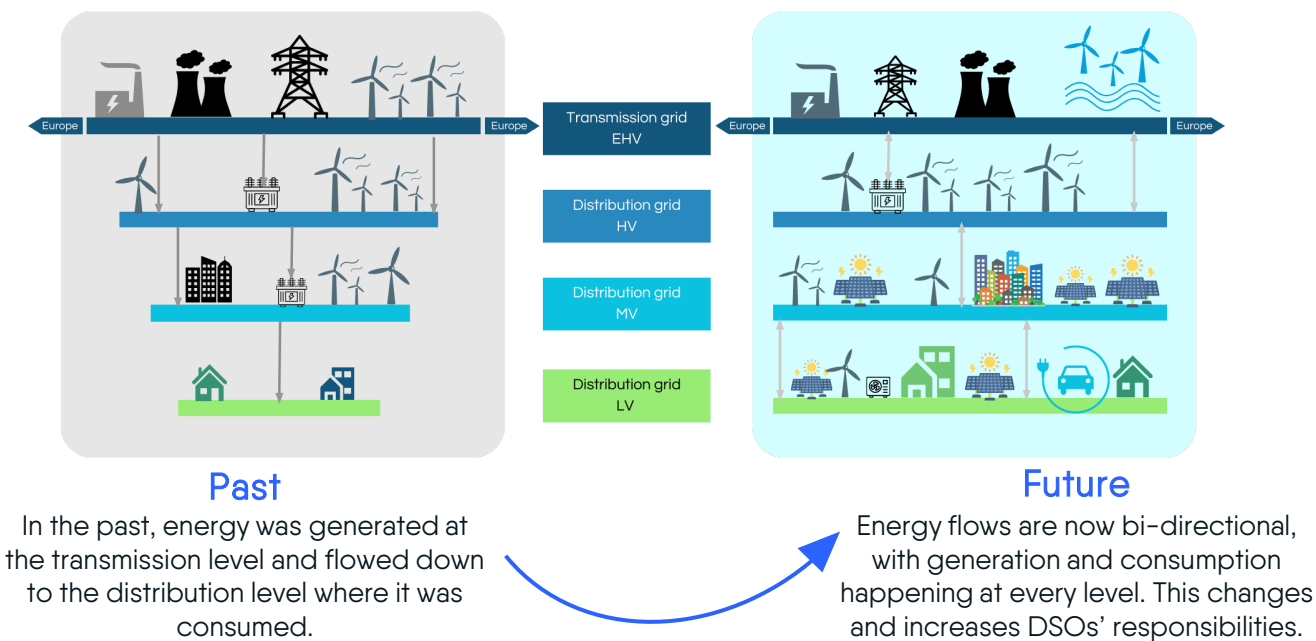 Europe
Europe
Transmission grid
EHV
Distribution grid
HV
Distribution grid
MV
Distribution grid
LV
Europe
Europe
Past
In the past, energy was generated at
the transmission level and flowed down
to the distribution level where it was
consumed.
Future
Energy flows are now bi-directional,
with generation and consumption
happening at every level. This changes
and increases DSOs’ responsibilities.